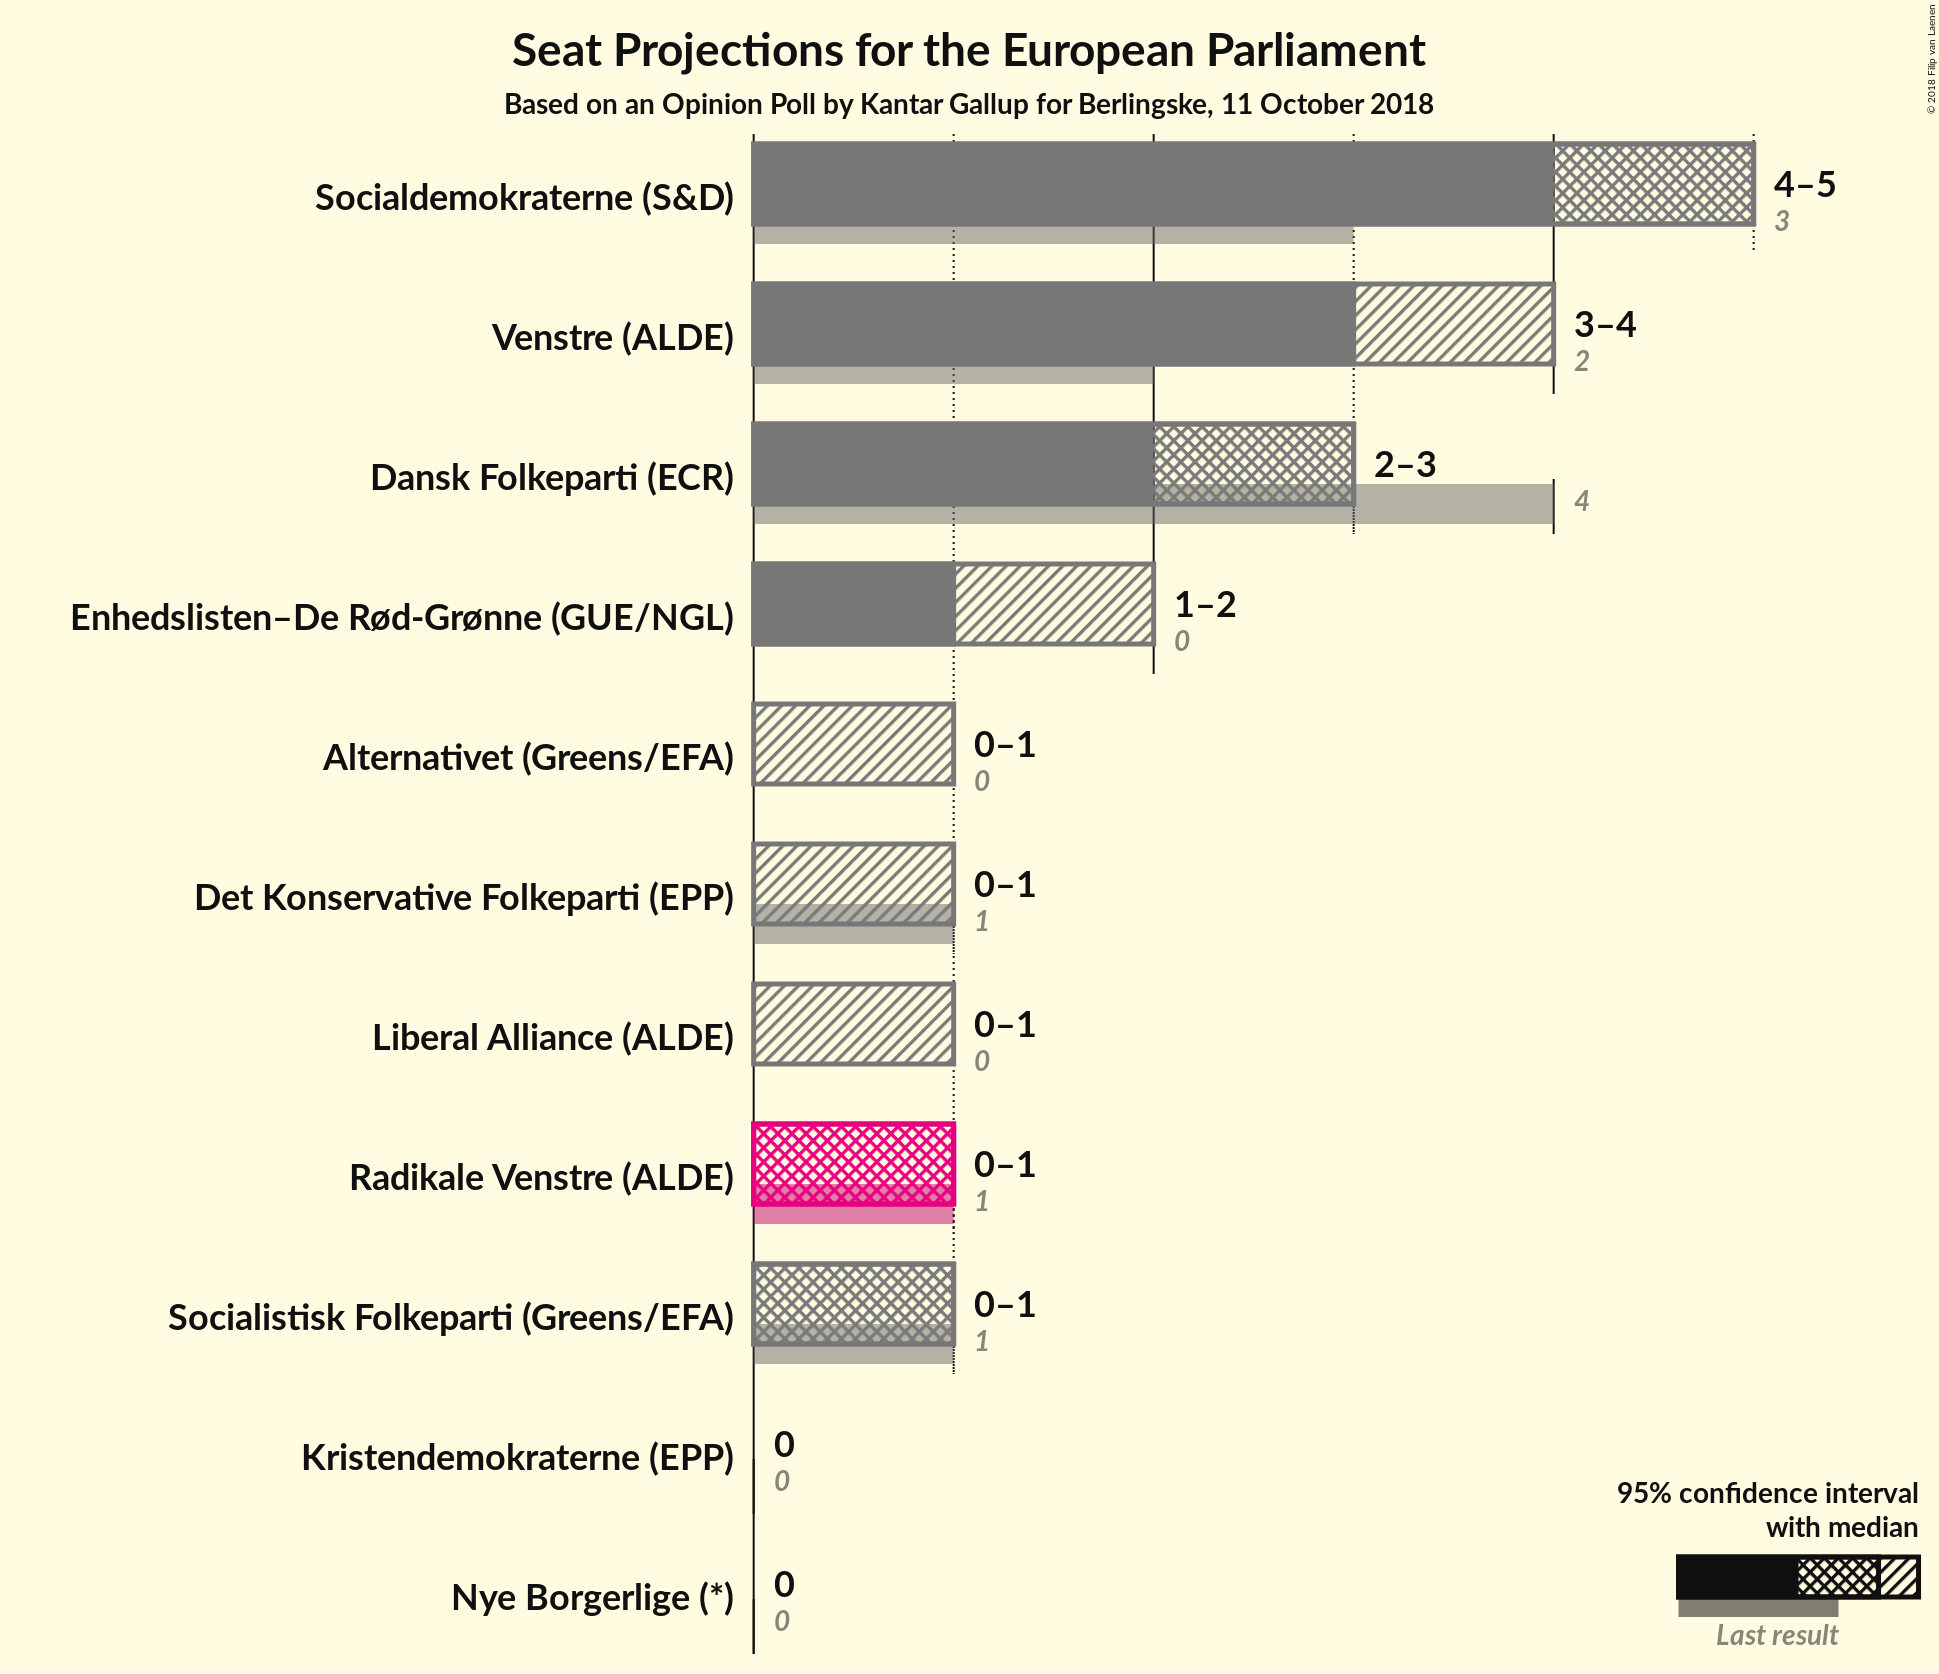 Seat Projections for the European Parliament
Based on an Opinion Poll by Kantar Gallup for Berlingske, 11 October 2018
© 2018 Filip van Laenen
Socialdemokraterne (S&D)
4–5
3
Venstre (ALDE)
3–4
2
Dansk Folkeparti (ECR)
2–3
4
Enhedslisten–De Rød-Grønne (GUE/NGL)
1–2
0
Alternativet (Greens/EFA)
0–1
0
Det Konservative Folkeparti (EPP)
0–1
1
Liberal Alliance (ALDE)
0–1
0
Radikale Venstre (ALDE)
0–1
1
Socialistisk Folkeparti (Greens/EFA)
0–1
1
Kristendemokraterne (EPP)
0
0
Nye Borgerlige (*)
0
0
95% confidence interval
with median
Last result